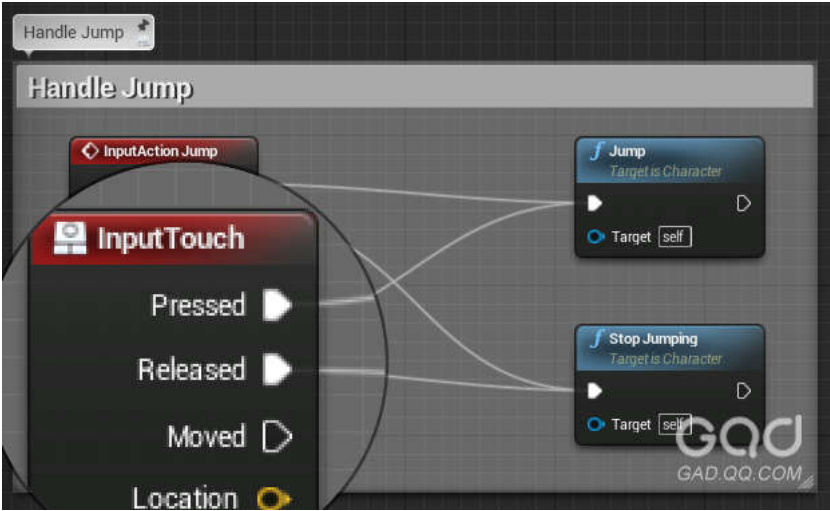 Handle Jump
Handle Jump
InputAction Jump
InputTouch
Pressed
Released
Moved
Location
Jump
Target is Character
Target self
Stop Jumping
Target is Character
Target self
GAD
GAD.QQ.COM